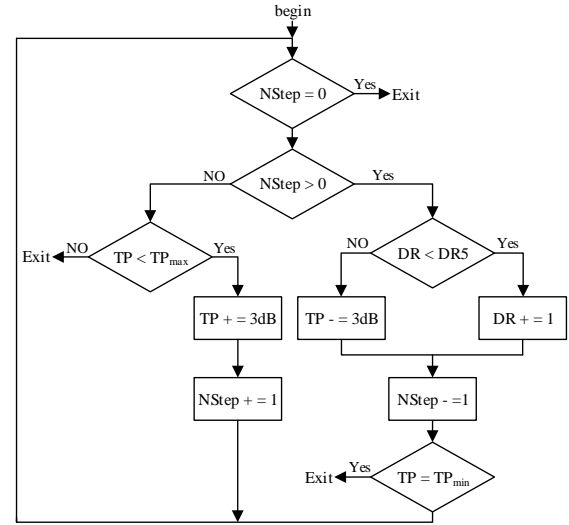 begin
NStep = 0
Yes
Exit
NStep > 0
NO
Yes
TP < TPmax
NO
Exit
Yes
DR < DR5
NO
Yes
TP + = 3dB
TP - = 3dB
DR + = 1
NStep + = 1
NStep - =1
TP = TPmin
Yes
Exit